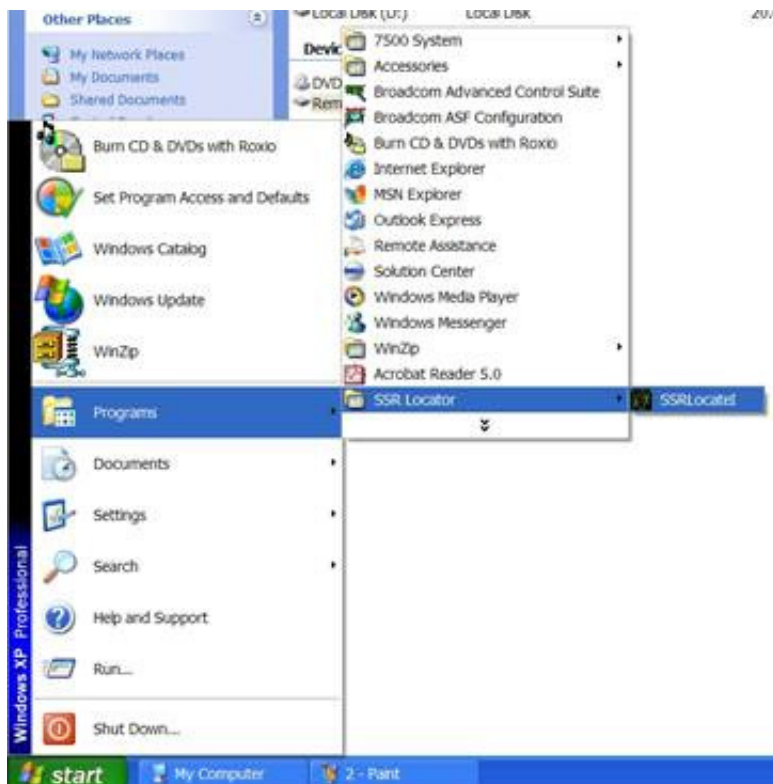 Other Places
My Network Places
My Documents
Shared Documents
Local Disk (D:) Local Disk
DVD
Rem
7500 System
Accessories
Broadcom Advanced Control Suite
Broadcom ASF Configuration
Burn CD & DVDs with Roxio
Internet Explorer
MSN Explorer
Outlook Express
Remote Assistance
Solution Center
Windows Media Player
Windows Messenger
WinZip
Acrobat Reader 5.0
SSR Locator
Burn CD & DVDs with Roxio
Set Program Access and Defaults
Windows Catalog
Windows Update
WinZip
Programs
Documents
Settings
Search
Help and Support
Run...
Shut Down...
Windows XP Professional
start
My Computer
2 - Paint